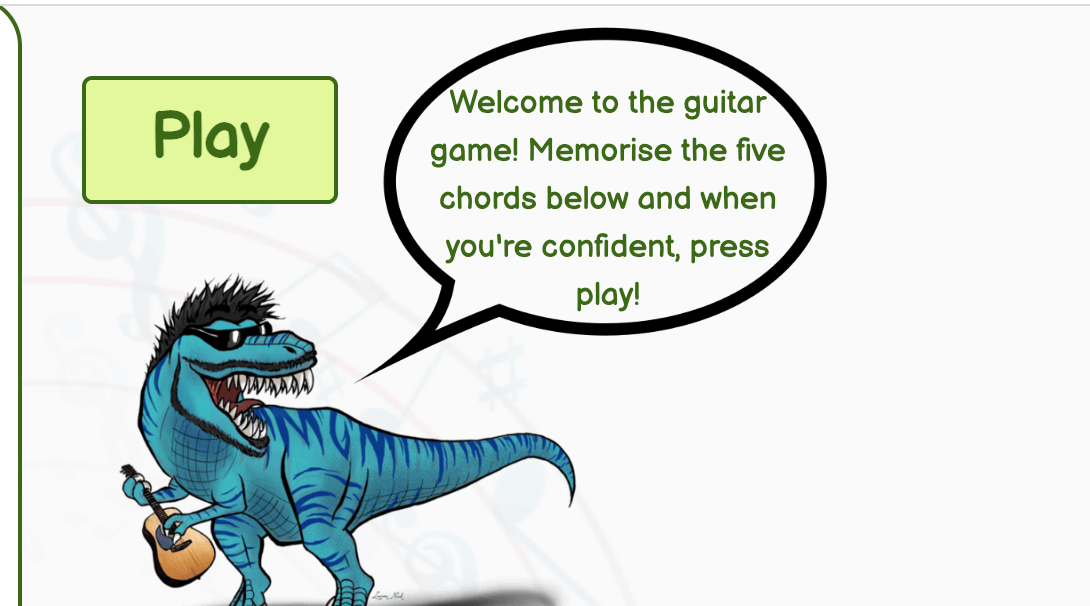 Play
Welcome to the guitar
game! Memorise the five
chords below and when
you're confident, press
play!